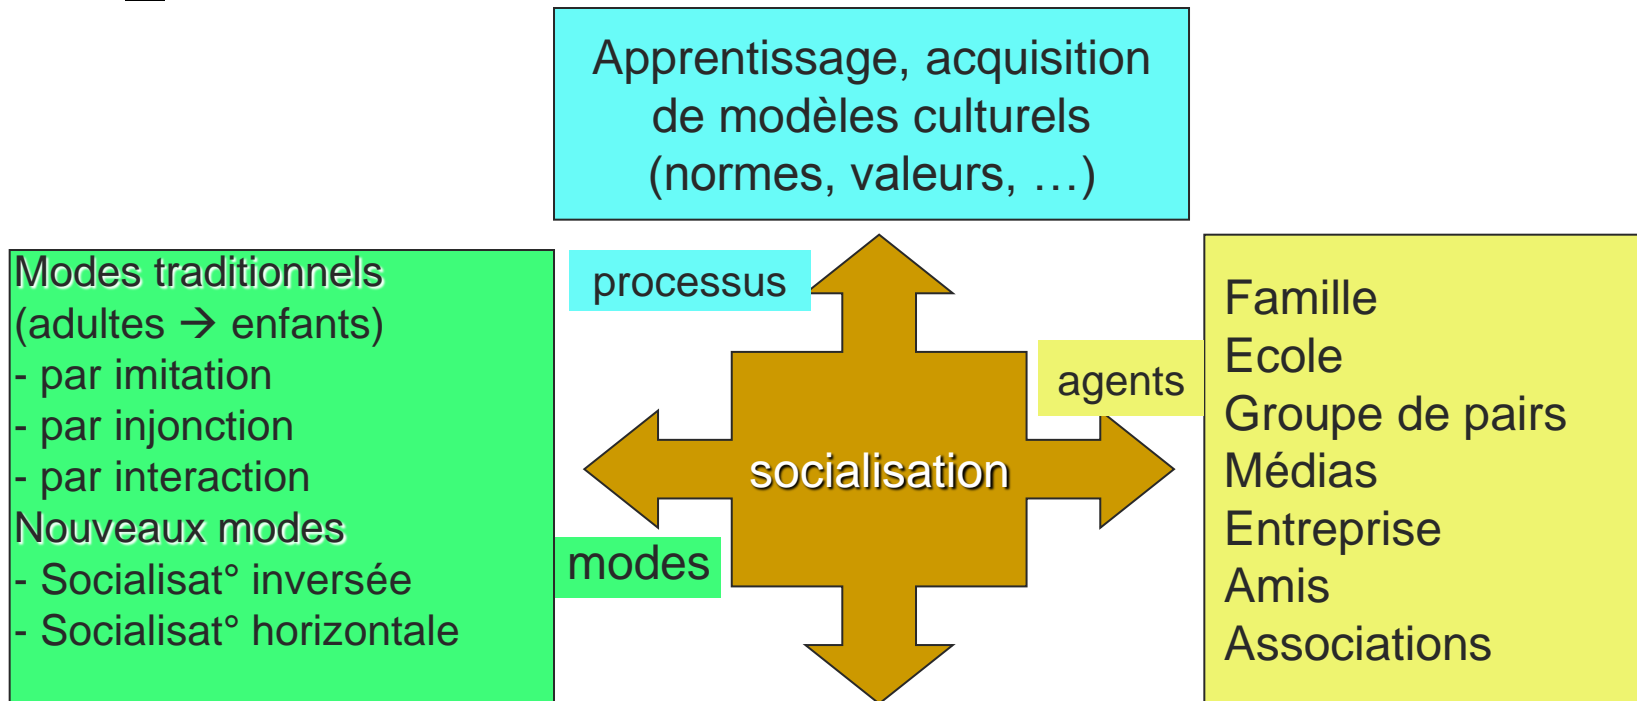 Apprentissage, acquisition
de modèles culturels
(normes, valeurs, …)
processus
Modes traditionnels
(adultes → enfants)
- par imitation
- par injonction
- par interaction
Nouveaux modes
- Socialisat° inversée
- Socialisat° horizontale
modes
socialisation
agents
Famille
Ecole
Groupe de pairs
Médias
Entreprise
Amis
Associations